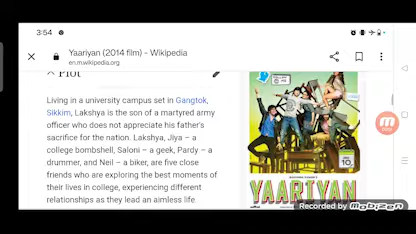 3:54
Yaariyan (2014 film) – Wikipedia
en.m.wikipedia.org
Plot
Living in a university campus set in Gangtok,
Sikkim, Lakshya is the son of a martyred army
officer who does not appreciate his father's
sacrifice for the nation. Lakshya, Jiya – a
college bombshell, Saloni – a geek, Pardy – a
drummer, and Neil – a biker, are five close
friends who are exploring the best moments of
their lives in college, experiencing different
relationships as they lead an aimless life
10
YAARIYAN
Recorded by Mobizen